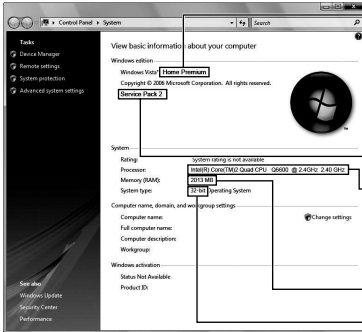 Control Panel ▸ System
Search
Tasks
Device Manager
Remote settings
System protection
Advanced system settings
See also
Windows Update
Security Center
Performance
View basic information about your computer
Windows edition
Windows Vista™ Home Premium
Copyright © 2006 Microsoft Corporation. All rights reserved.
Service Pack 2
System
Rating: System rating is not available
Processor: Intel(R) Core(TM)2 Quad CPU Q6600 @ 2.4GHz 2.40 GHz
Memory (RAM): 2013 MB
System type: 32-bit Operating System
Computer name, domain, and workgroup settings
Computer name: Change settings
Full computer name:
Computer description:
Workgroup:
Windows activation
Status Not Available
Product ID: